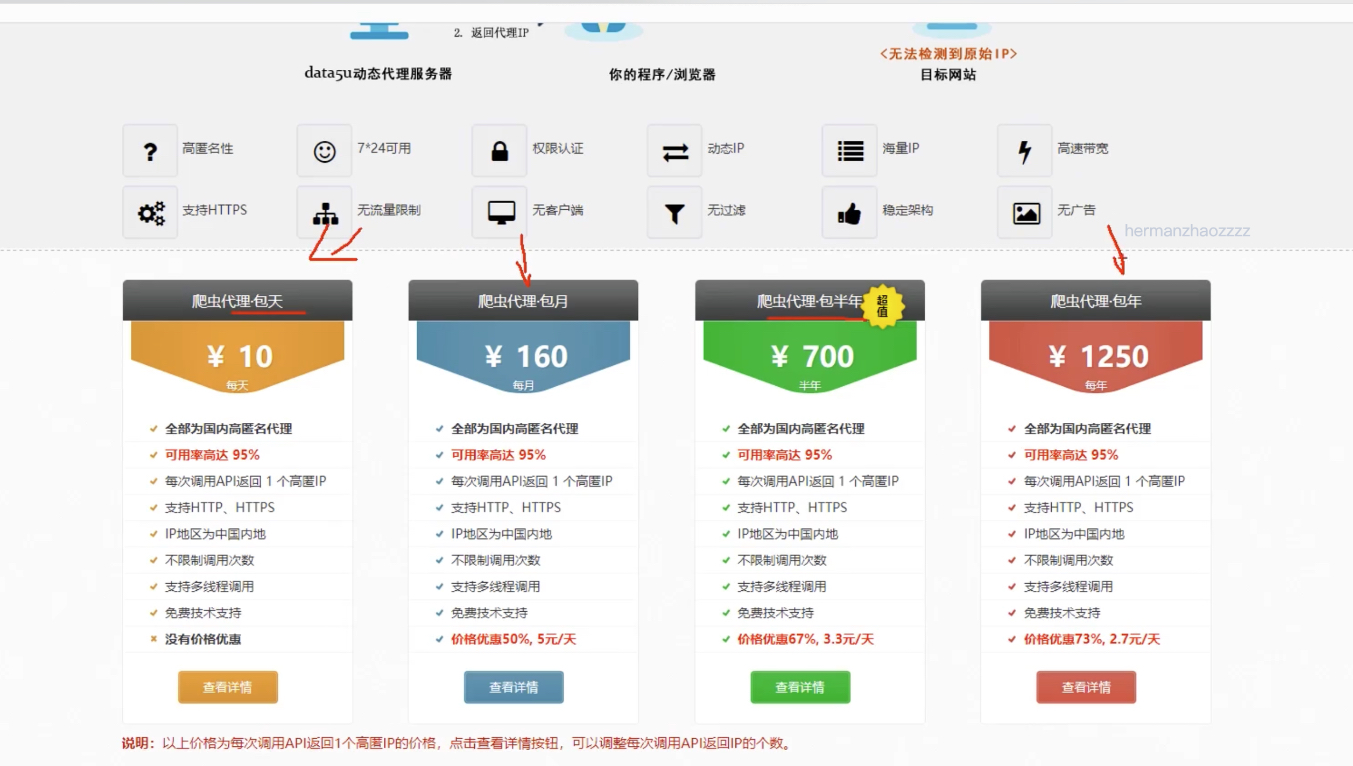 2. 返回代理IP
<无法检测到原始IP>
data5u动态代理服务器
你的程序/浏览器
目标网站
高匿名性
7*24可用
权限认证
动态IP
海量IP
高速带宽
支持HTTPS
无流量限制
无客户端
无过滤
稳定架构
无广告
hermanzhaozzzz
爬虫代理·包天
¥ 10
每天
全部为国内高匿名代理
可用率高达 95%
每次调用API返回 1 个高匿IP
支持HTTP、HTTPS
IP地区为中国内地
不限制调用次数
支持多线程调用
免费技术支持
没有价格优惠
查看详情
爬虫代理·包月
¥ 160
每月
全部为国内高匿名代理
可用率高达 95%
每次调用API返回 1 个高匿IP
支持HTTP、HTTPS
IP地区为中国内地
不限制调用次数
支持多线程调用
免费技术支持
价格优惠50%, 5元/天
查看详情
爬虫代理·包半年
超值
¥ 700
半年
全部为国内高匿名代理
可用率高达 95%
每次调用API返回 1 个高匿IP
支持HTTP、HTTPS
IP地区为中国内地
不限制调用次数
支持多线程调用
免费技术支持
价格优惠67%, 3.3元/天
查看详情
爬虫代理·包年
¥ 1250
每年
全部为国内高匿名代理
可用率高达 95%
每次调用API返回 1 个高匿IP
支持HTTP、HTTPS
IP地区为中国内地
不限制调用次数
支持多线程调用
免费技术支持
价格优惠73%, 2.7元/天
查看详情
说明：以上价格为每次调用API返回1个高匿IP的价格，点击查看详情按钮，可以调整每次调用API返回IP的个数。